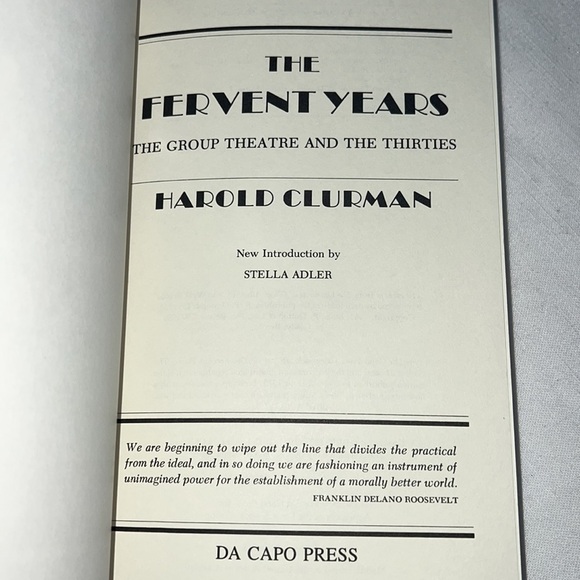 THE
FERVENT YEARS
THE GROUP THEATRE AND THE THIRTIES
HAROLD CLURMAN
New Introduction by
STELLA ADLER
We are beginning to wipe out the line that divides the practical
from the ideal, and in so doing we are fashioning an instrument of
unimagined power for the establishment of a morally better world.
FRANKLIN DELANO ROOSEVELT
DA CAPO PRESS